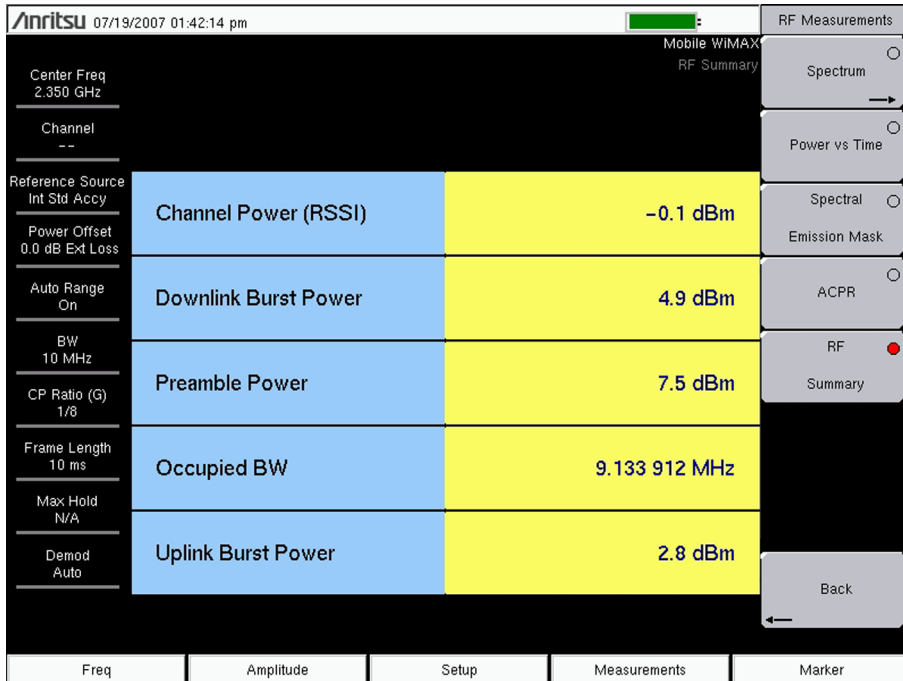 Anritsu 07/19/2007 01:42:14 pm
RF Measurements
Mobile WiMAX
RF Summary
Center Freq
2.350 GHz
Channel
--
Reference Source
Int Std Accy
Power Offset
0.0 dB Ext Loss
Auto Range
On
BW
10 MHz
CP Ratio (G)
1/8
Frame Length
10 ms
Max Hold
N/A
Demod
Auto
Channel Power (RSSI) -0.1 dBm
Downlink Burst Power 4.9 dBm
Preamble Power 7.5 dBm
Occupied BW 9.133 912 MHz
Uplink Burst Power 2.8 dBm
Spectrum
Power vs Time
Spectral
Emission Mask
ACPR
RF
Summary
Back
Freq Amplitude Setup Measurements Marker